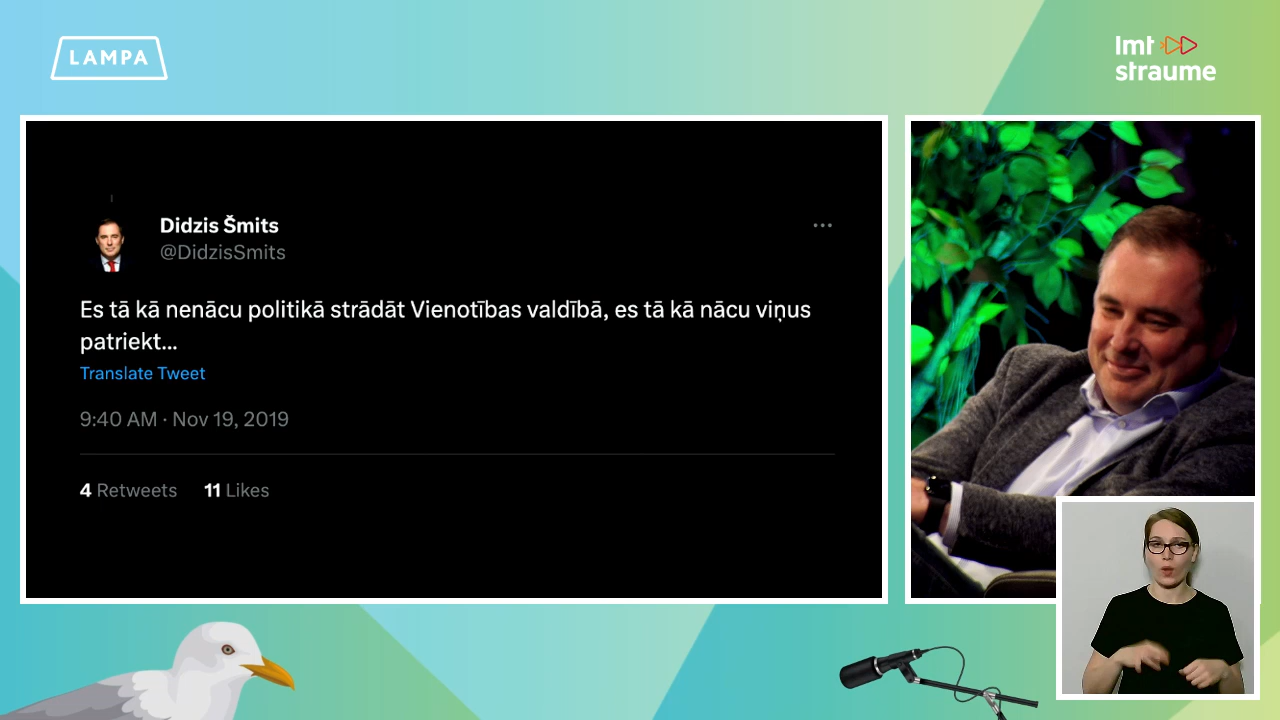 LAMPA
lmt
straume
Didzis Šmits
@DidzisSmits
Es tā kā nenācu politikā strādāt Vienotības valdībā, es tā kā nācu viņus
patriekt...
Translate Tweet
9:40 AM · Nov 19, 2019
4 Retweets 11 Likes